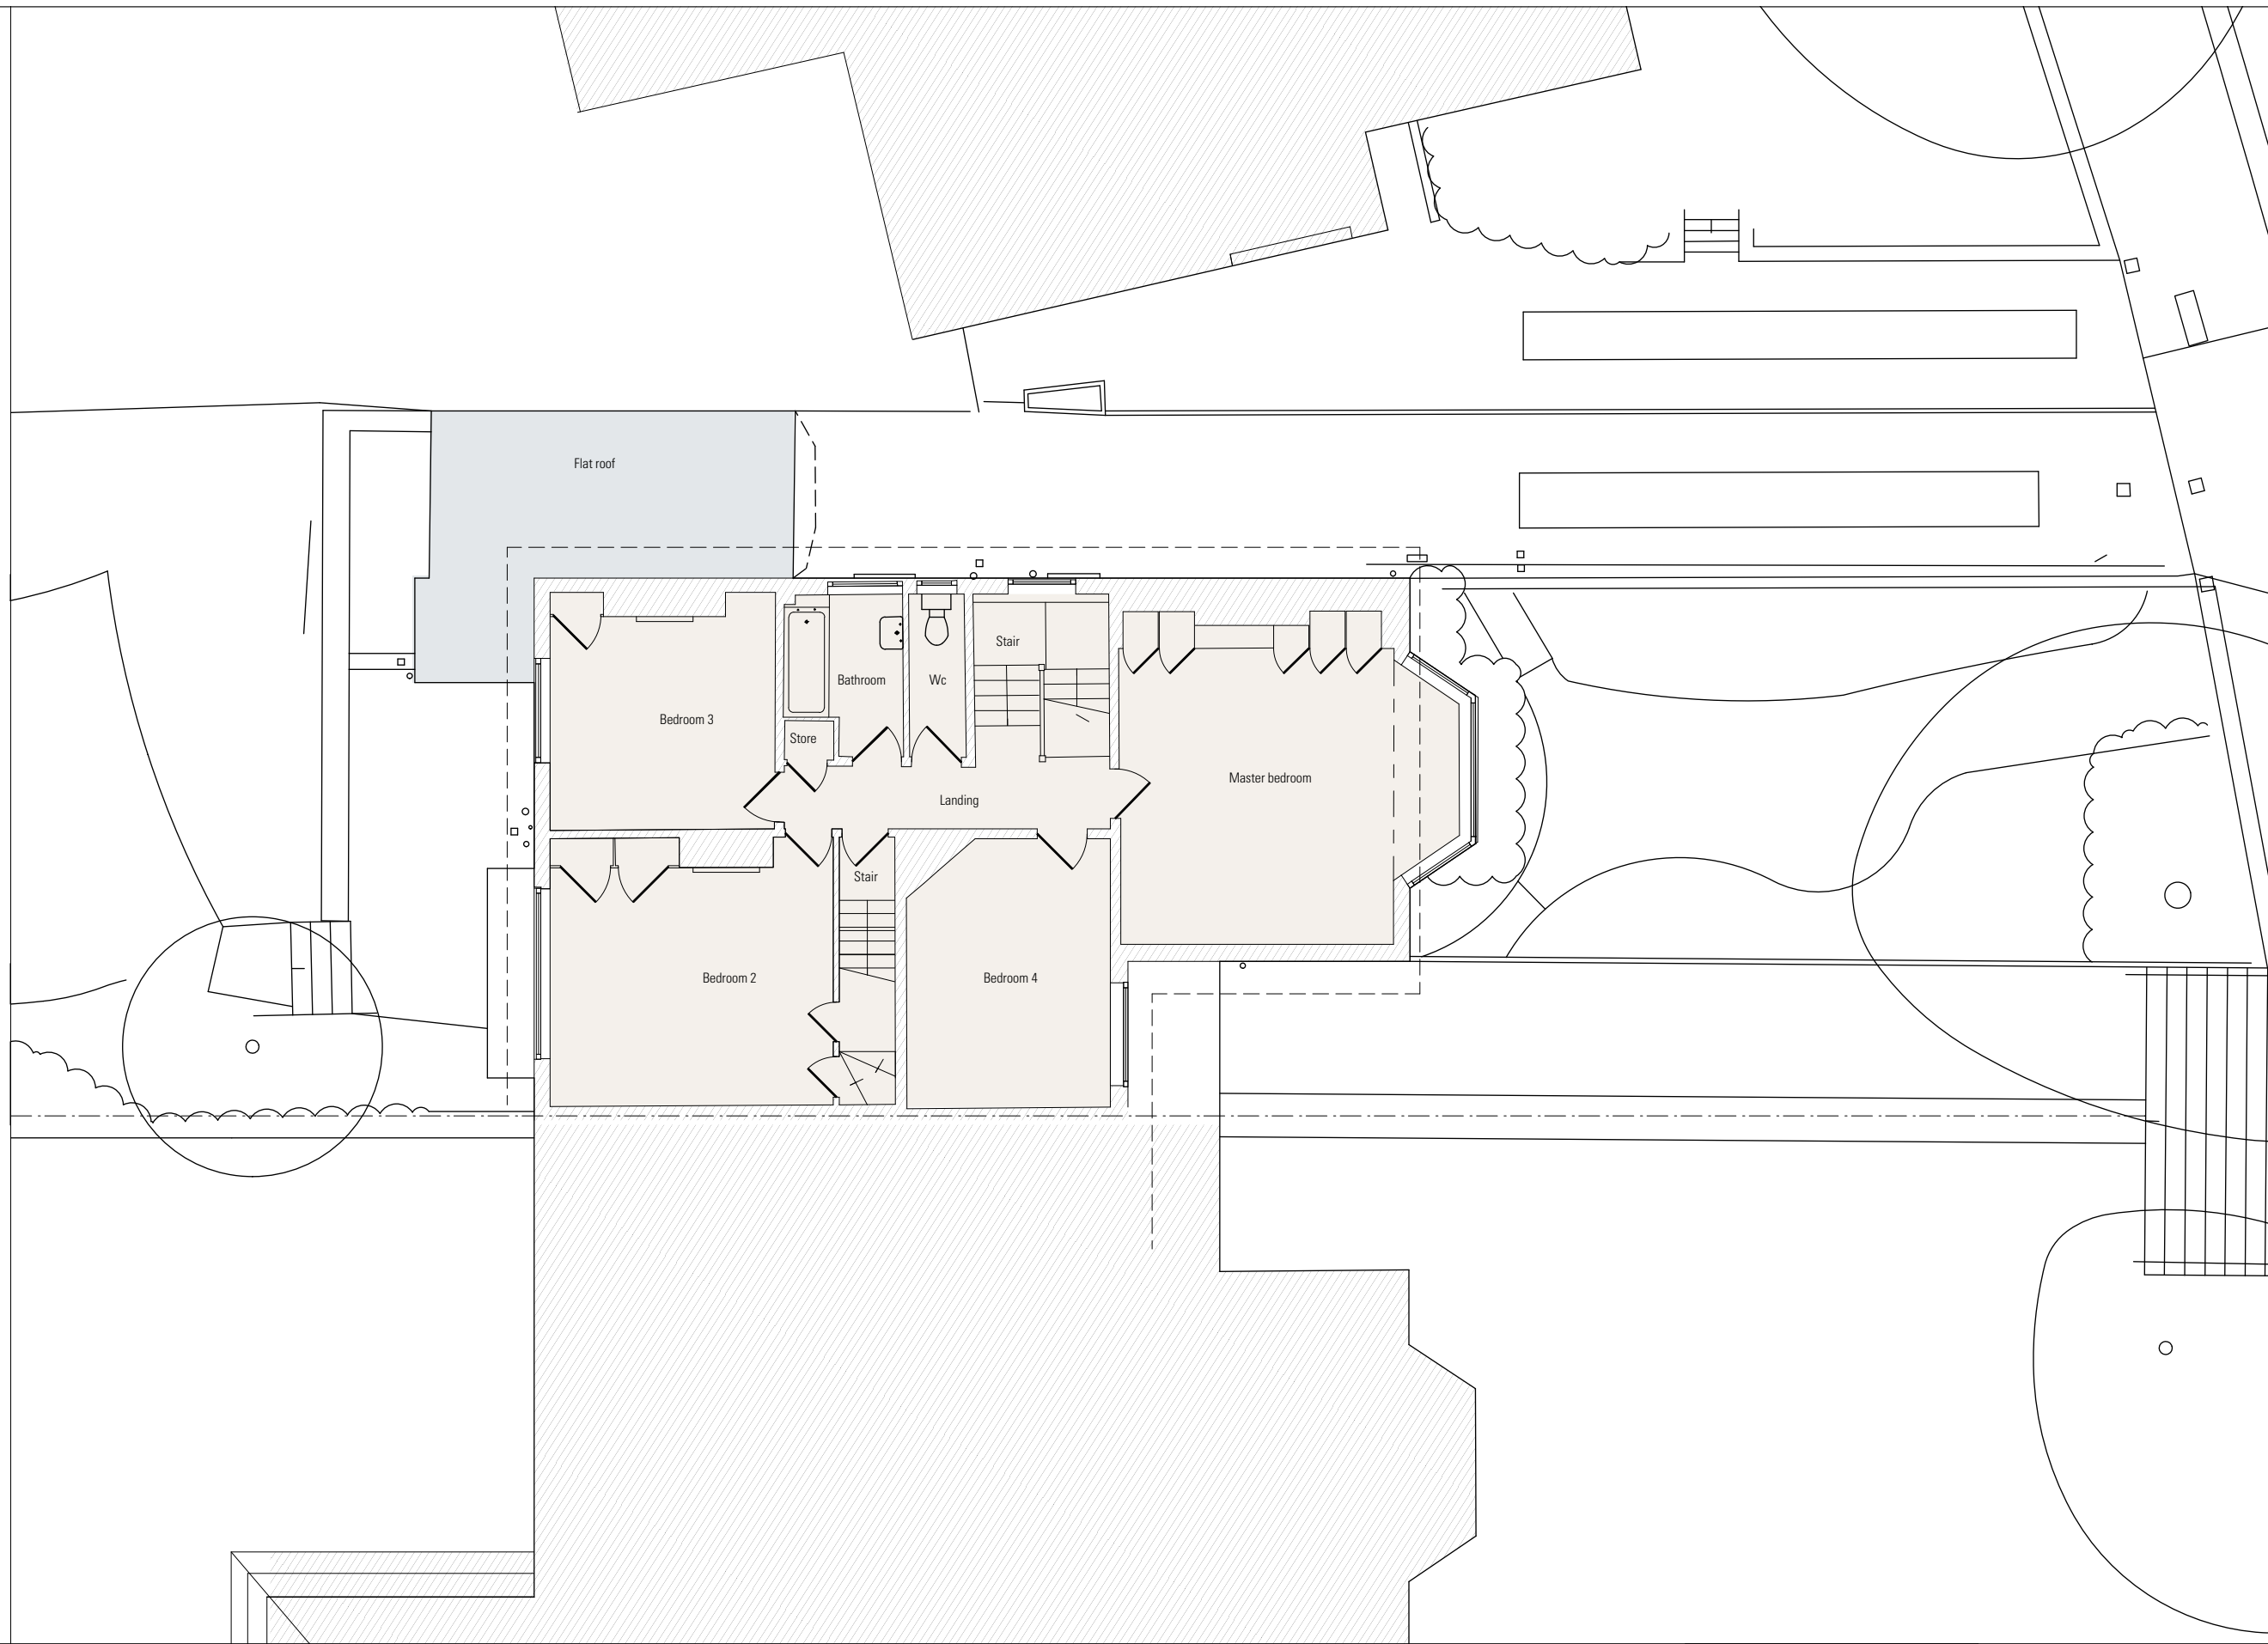 Flat roof
Stair
Bathroom
Wc
Bedroom 3
Store
Master bedroom
Landing
Stair
Bedroom 2
Bedroom 4